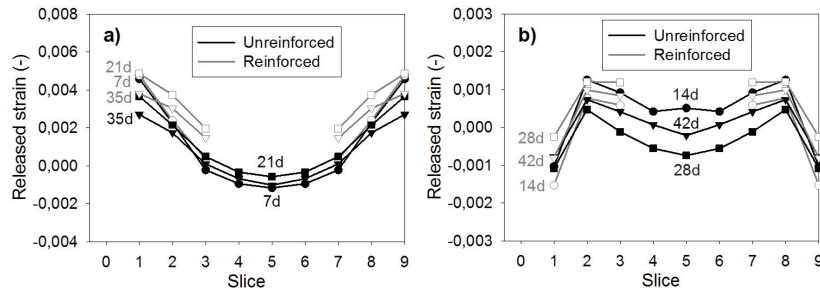 a)
Unreinforced
Reinforced
Released strain (-)
0,008
0,006
0,004
0,002
0,000
-0,002
-0,004
21d
7d
35d
35d
21d
7d
0 1 2 3 4 5 6 7 8 9
Slice
b)
Unreinforced
Reinforced
Released strain (-)
0,003
0,002
0,001
0,000
-0,001
-0,002
-0,003
14d
42d
28d
28d
42d
14d
0 1 2 3 4 5 6 7 8 9
Slice